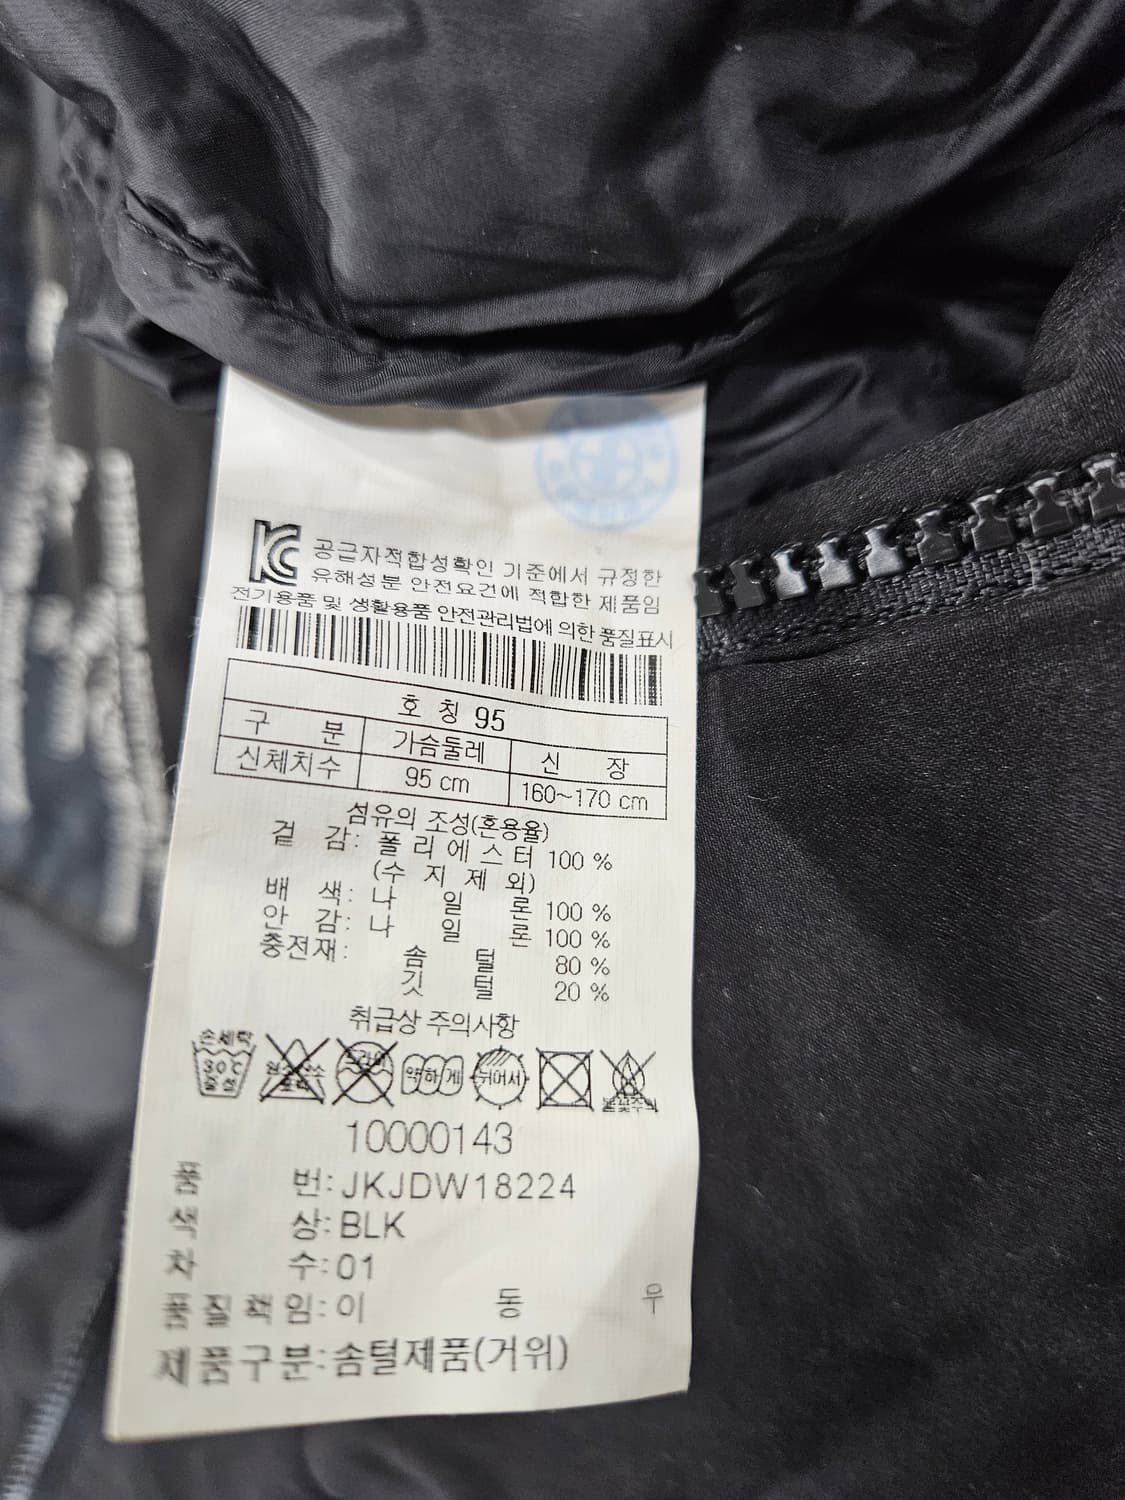 공급자적합성확인 기준에서 규정한
유해성분 안전요건에 적합한 제품임
전기용품 및 생활용품 안전관리법에 의한 품질표시
호 칭 95
구 분 가슴둘레 신 장
신체치수 95 cm 160~170 cm
섬유의 조성(혼용율)
겉 감: 폴 리 에 스 터 100 %
(수 지 제 외)
배 색: 나 일 론 100 %
안 감: 나 일 론 100 %
충전재: 솜 털 80 %
깃 털 20 %
취급상 주의사항
손세탁
30℃
중성
드라이
약하게
뉘어서
10000143
품 번: JKJDW18224
색 상: BLK
차 수: 01
품질책임: 이 동 우
제품구분: 솜털제품(거위)